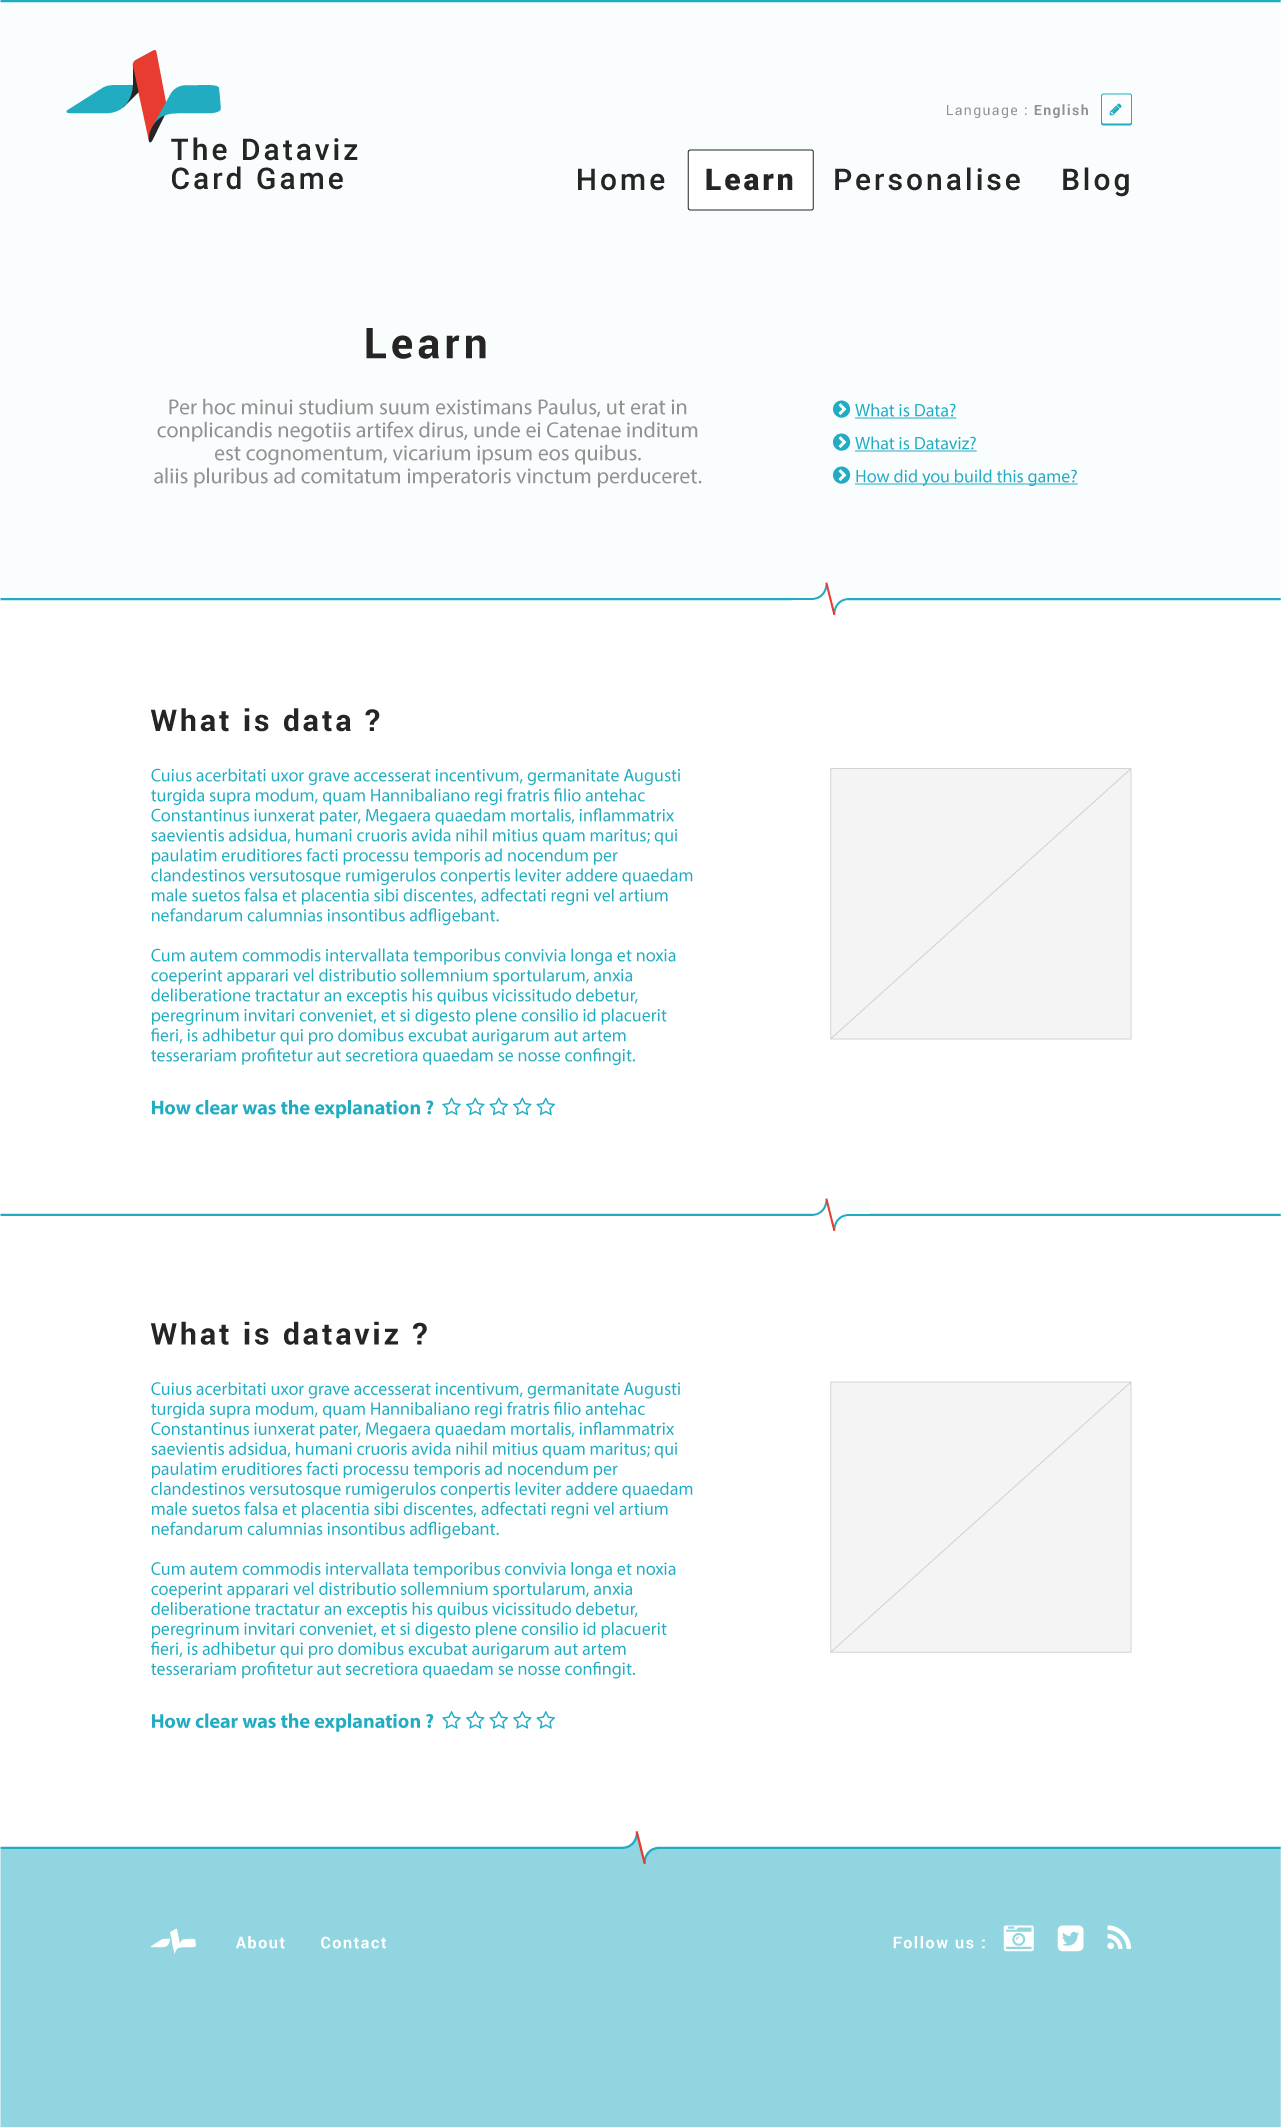 The Dataviz
Card Game
Language : English
Home Learn Personalise Blog
Learn
Per hoc minui studium suum existimans Paulus, ut erat in
conplicandis negotiis artifex dirus, unde ei Catenae inditum
est cognomentum, vicarium ipsum eos quibus.
aliis pluribus ad comitatum imperatoris vinctum perduceret.
What is Data?
What is Dataviz?
How did you build this game?
What is data ?
Cuius acerbitati uxor grave accesserat incentivum, germanitate Augusti
turgida supra modum, quam Hannibaliano regi fratris filio antehac
Constantinus iunxerat pater, Megaera quaedam mortalis, inflammatrix
saevientis adsidua, humani cruoris avida nihil mitius quam maritus; qui
paulatim eruditiores facti processu temporis ad nocendum per
clandestinos versutosque rumigerulos conpertis leviter addere quaedam
male suetos falsa et placentia sibi discentes, adfectati regni vel artium
nefandarum calumnias insontibus adfligebant.
Cum autem commodis intervallata temporibus convivia longa et noxia
coeperint apparari vel distributio sollemnium sportularum, anxia
deliberatione tractatur an exceptis his quibus vicissitudo debetur,
peregrinum invitari conveniet, et si digesto plene consilio id placuerit
fieri, is adhibetur qui pro domibus excubat aurigarum aut artem
tesserariam profitetur aut secretiora quaedam se nosse confingit.
How clear was the explanation ?
What is dataviz ?
Cuius acerbitati uxor grave accesserat incentivum, germanitate Augusti
turgida supra modum, quam Hannibaliano regi fratris filio antehac
Constantinus iunxerat pater, Megaera quaedam mortalis, inflammatrix
saevientis adsidua, humani cruoris avida nihil mitius quam maritus; qui
paulatim eruditiores facti processu temporis ad nocendum per
clandestinos versutosque rumigerulos conpertis leviter addere quaedam
male suetos falsa et placentia sibi discentes, adfectati regni vel artium
nefandarum calumnias insontibus adfligebant.
Cum autem commodis intervallata temporibus convivia longa et noxia
coeperint apparari vel distributio sollemnium sportularum, anxia
deliberatione tractatur an exceptis his quibus vicissitudo debetur,
peregrinum invitari conveniet, et si digesto plene consilio id placuerit
fieri, is adhibetur qui pro domibus excubat aurigarum aut artem
tesserariam profitetur aut secretiora quaedam se nosse confingit.
How clear was the explanation ?
About Contact Follow us :